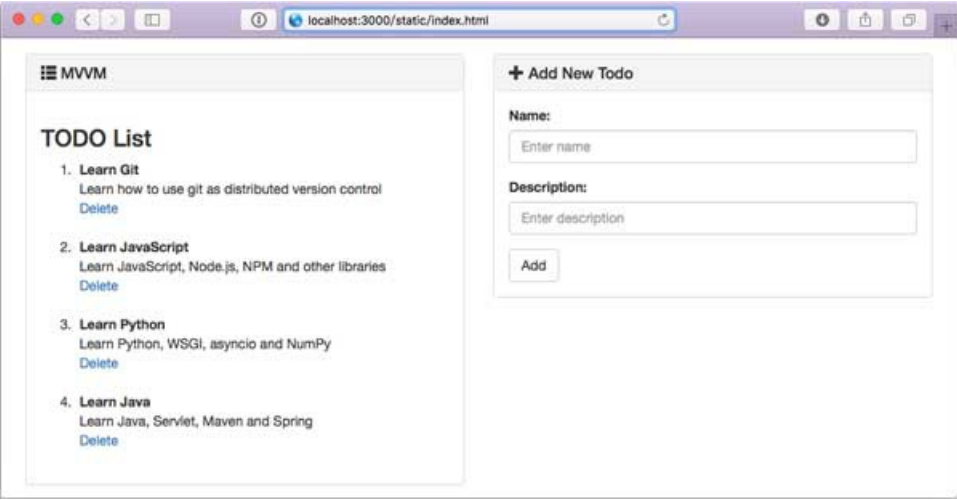 localhost:3000/static/index.html
MVVM
TODO List
1. Learn Git
Learn how to use git as distributed version control
Delete
2. Learn JavaScript
Learn JavaScript, Node.js, NPM and other libraries
Delete
3. Learn Python
Learn Python, WSGI, asyncio and NumPy
Delete
4. Learn Java
Learn Java, Servlet, Maven and Spring
Delete
Add New Todo
Name:
Enter name
Description:
Enter description
Add